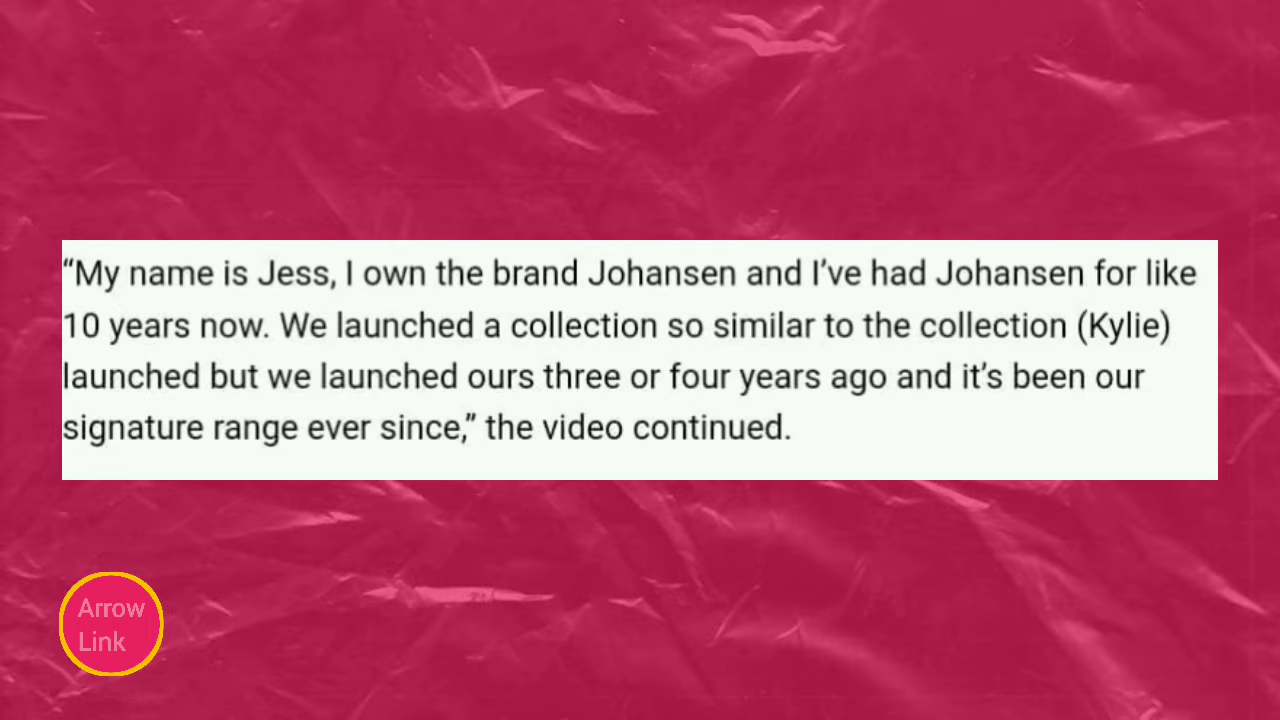 “My name is Jess, I own the brand Johansen and I’ve had Johansen for like
10 years now. We launched a collection so similar to the collection (Kylie)
launched but we launched ours three or four years ago and it’s been our
signature range ever since,” the video continued.
Arrow
Link